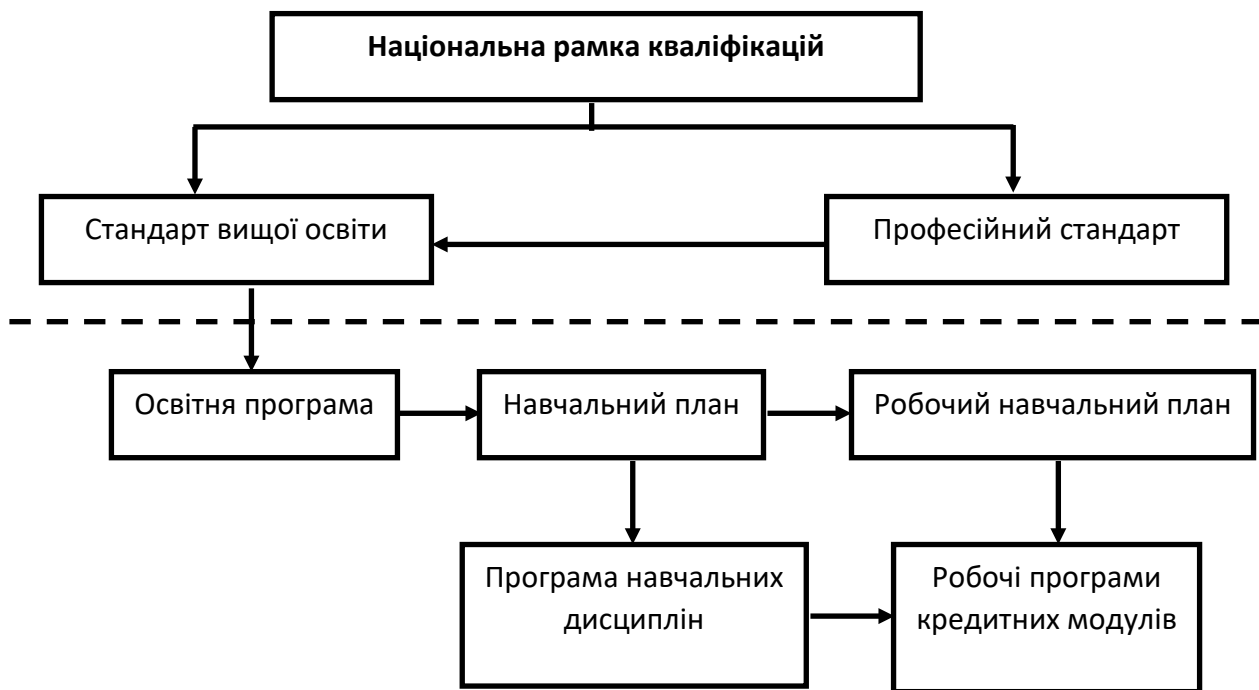 Національна рамка кваліфікацій
Стандарт вищої освіти
Професійний стандарт
Освітня програма
Навчальний план
Робочий навчальний план
Програма навчальних
дисциплін
Робочі програми
кредитних модулів